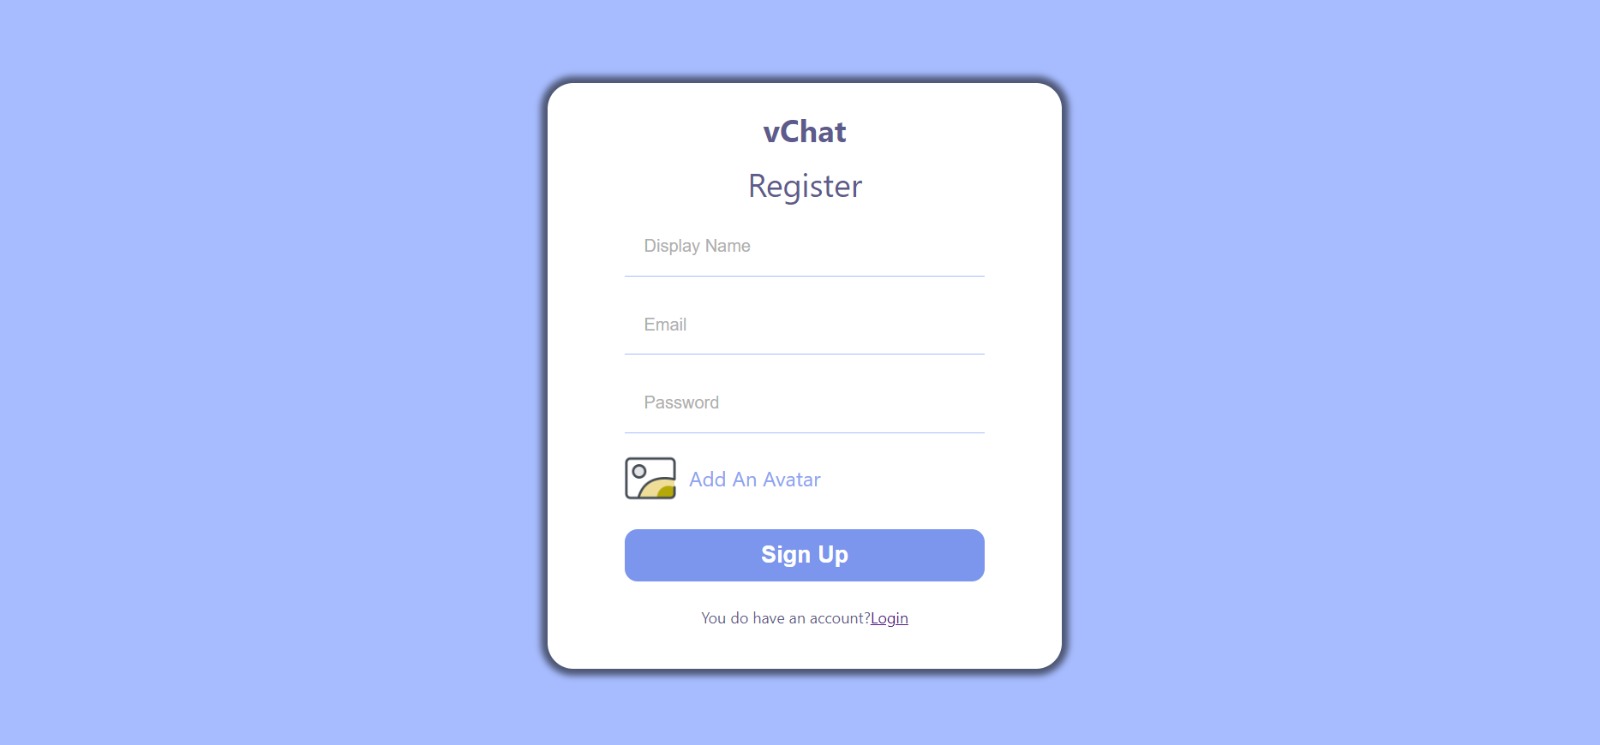 vChat
Register
Display Name
Email
Password
Add An Avatar
Sign Up
You do have an account?Login